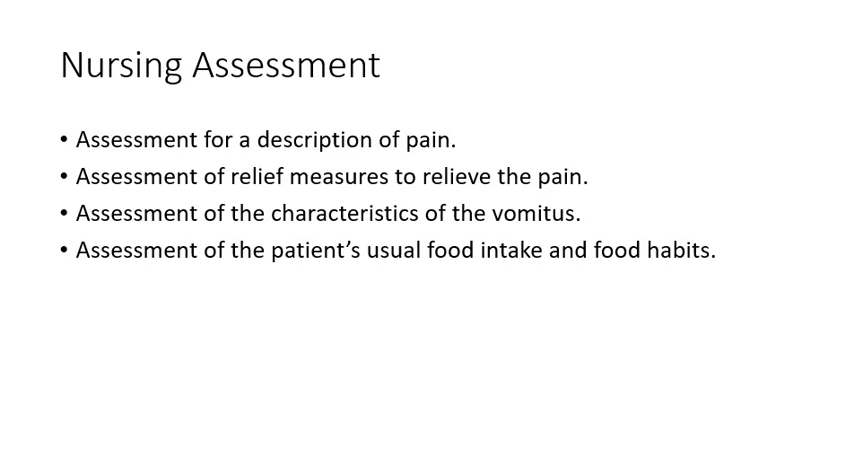 Nursing Assessment
• Assessment for a description of pain.
• Assessment of relief measures to relieve the pain.
• Assessment of the characteristics of the vomitus.
• Assessment of the patient’s usual food intake and food habits.